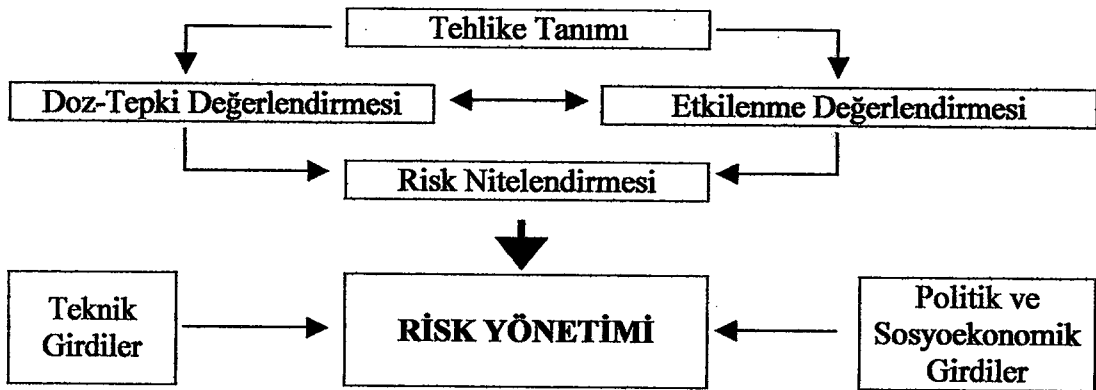 Tehlike Tanımı
Doz-Tepki Değerlendirmesi
Etkilenme Değerlendirmesi
Risk Nitelendirmesi
Teknik
Girdiler
RİSK YÖNETİMİ
Politik ve
Sosyoekonomik
Girdiler